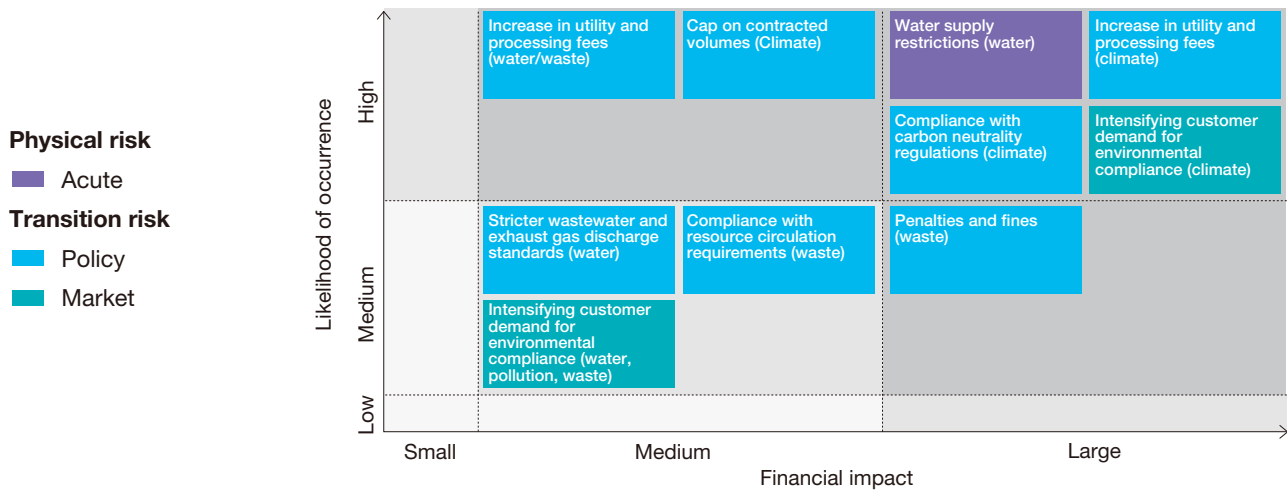 Physical risk
Acute
Transition risk
Policy
Market
Likelihood of occurrence
High
Medium
Low
Increase in utility and
processing fees
(water/waste)
Cap on contracted
volumes (Climate)
Water supply
restrictions (water)
Increase in utility and
processing fees
(climate)
Compliance with
carbon neutrality
regulations (climate)
Intensifying customer
demand for
environmental
compliance (climate)
Stricter wastewater and
exhaust gas discharge
standards (water)
Compliance with
resource circulation
requirements (waste)
Penalties and fines
(waste)
Intensifying customer
demand for
environmental
compliance (water,
pollution, waste)
Small
Medium
Large
Financial impact